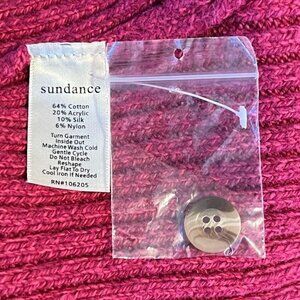 sundance
64% Cotton
20% Acrylic
10% Silk
6% Nylon
Turn Garment
Inside Out
Machine Wash Cold
Gentle Cycle
Do Not Bleach
Reshape
Lay Flat To Dry
Cool Iron If Needed
RN#106205